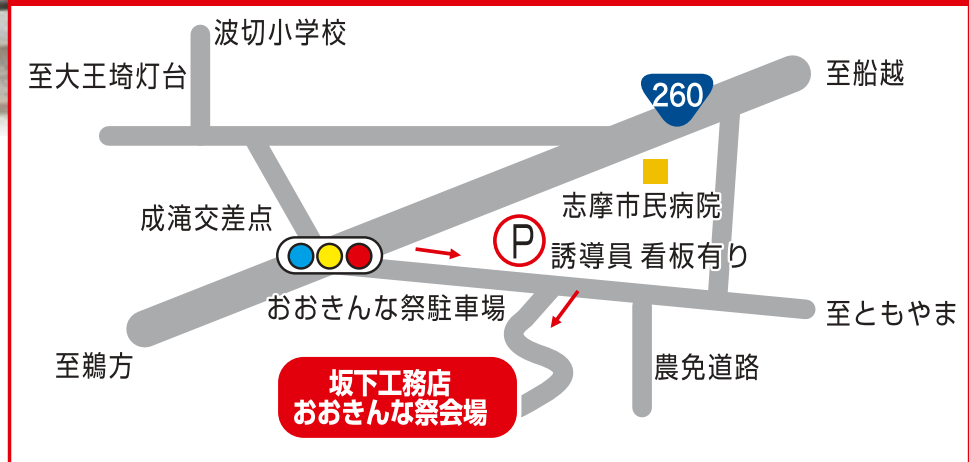 波切小学校
至大王埼灯台
至船越
260
志摩市民病院
成滝交差点
P
誘導員 看板有り
おおきんな祭駐車場
至ともやま
至鵜方
農免道路
坂下工務店
おおきんな祭会場